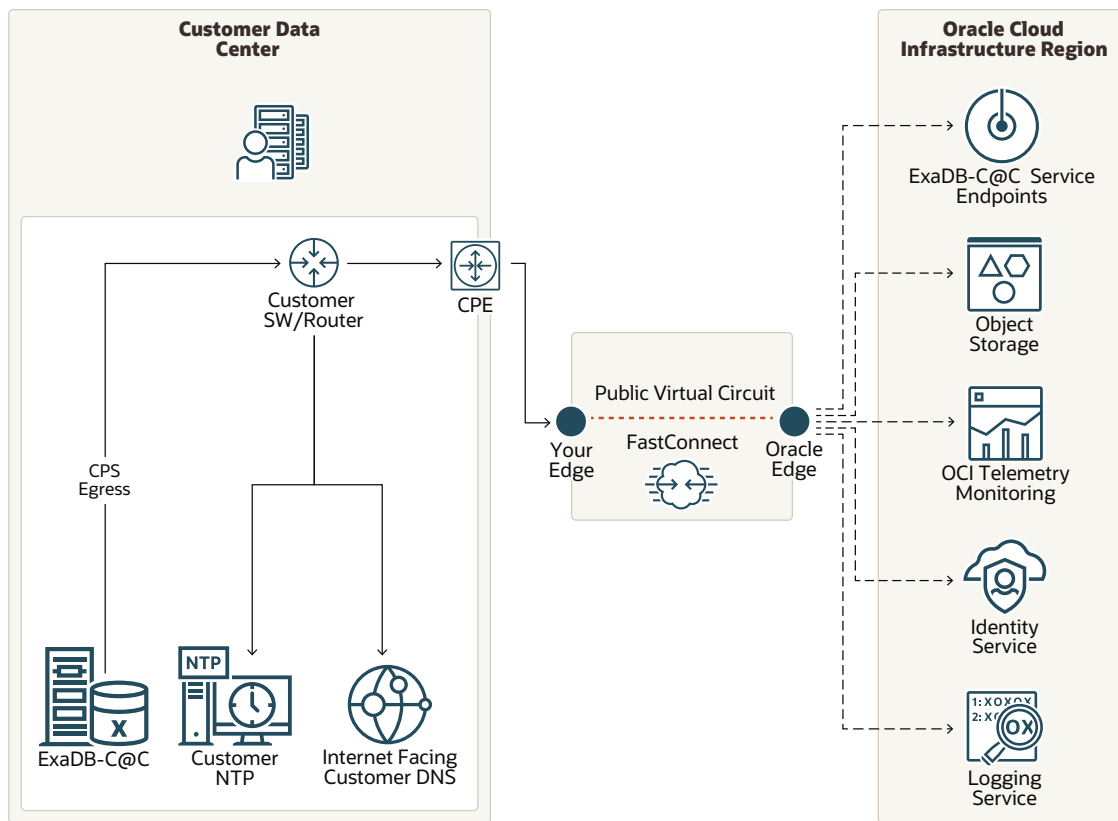 Customer Data
Center
Oracle Cloud
Infrastructure Region
ExaDB-C@C Service
Endpoints
Customer
SW/Router
CPE
Object
Storage
Public Virtual Circuit
FastConnect
Your
Edge
Oracle
Edge
CPS
Egress
OCI Telemetry
Monitoring
Identity
Service
NTP
X
ExaDB-C@C
Customer
NTP
Internet Facing
Customer DNS
1: XOXOX
2: XO
OX
Logging
Service